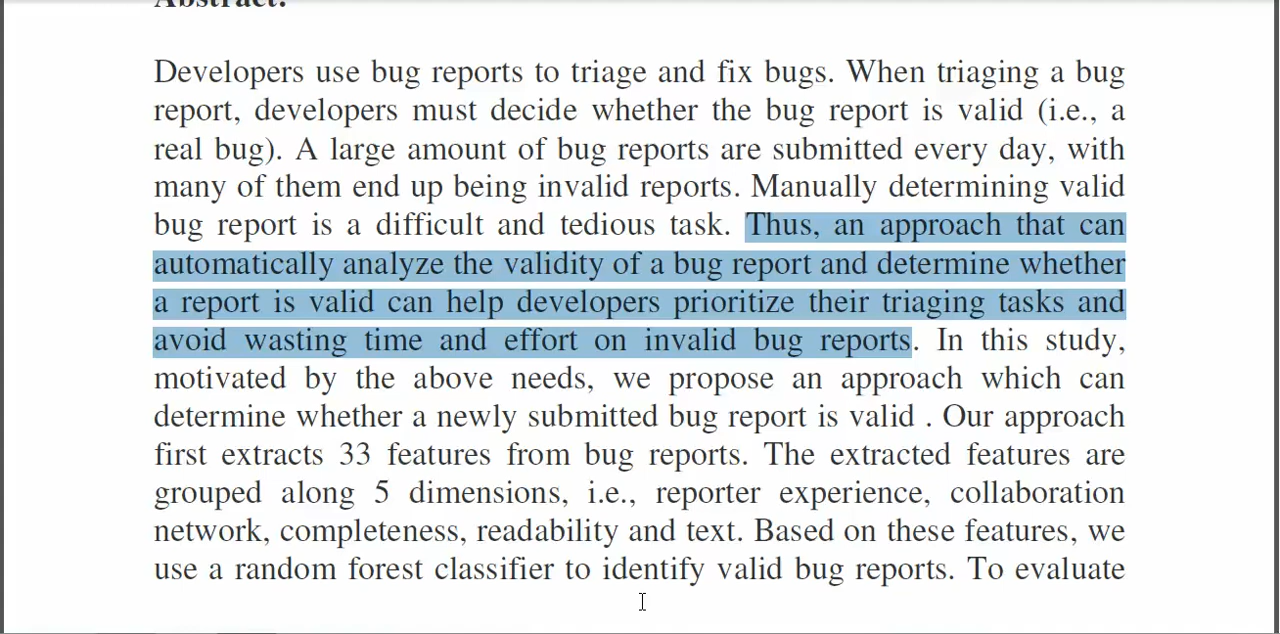 Abstract:
Developers use bug reports to triage and fix bugs. When triaging a bug
report, developers must decide whether the bug report is valid (i.e., a
real bug). A large amount of bug reports are submitted every day, with
many of them end up being invalid reports. Manually determining valid
bug report is a difficult and tedious task. Thus, an approach that can
automatically analyze the validity of a bug report and determine whether
a report is valid can help developers prioritize their triaging tasks and
avoid wasting time and effort on invalid bug reports. In this study,
motivated by the above needs, we propose an approach which can
determine whether a newly submitted bug report is valid . Our approach
first extracts 33 features from bug reports. The extracted features are
grouped along 5 dimensions, i.e., reporter experience, collaboration
network, completeness, readability and text. Based on these features, we
use a random forest classifier to identify valid bug reports. To evaluate